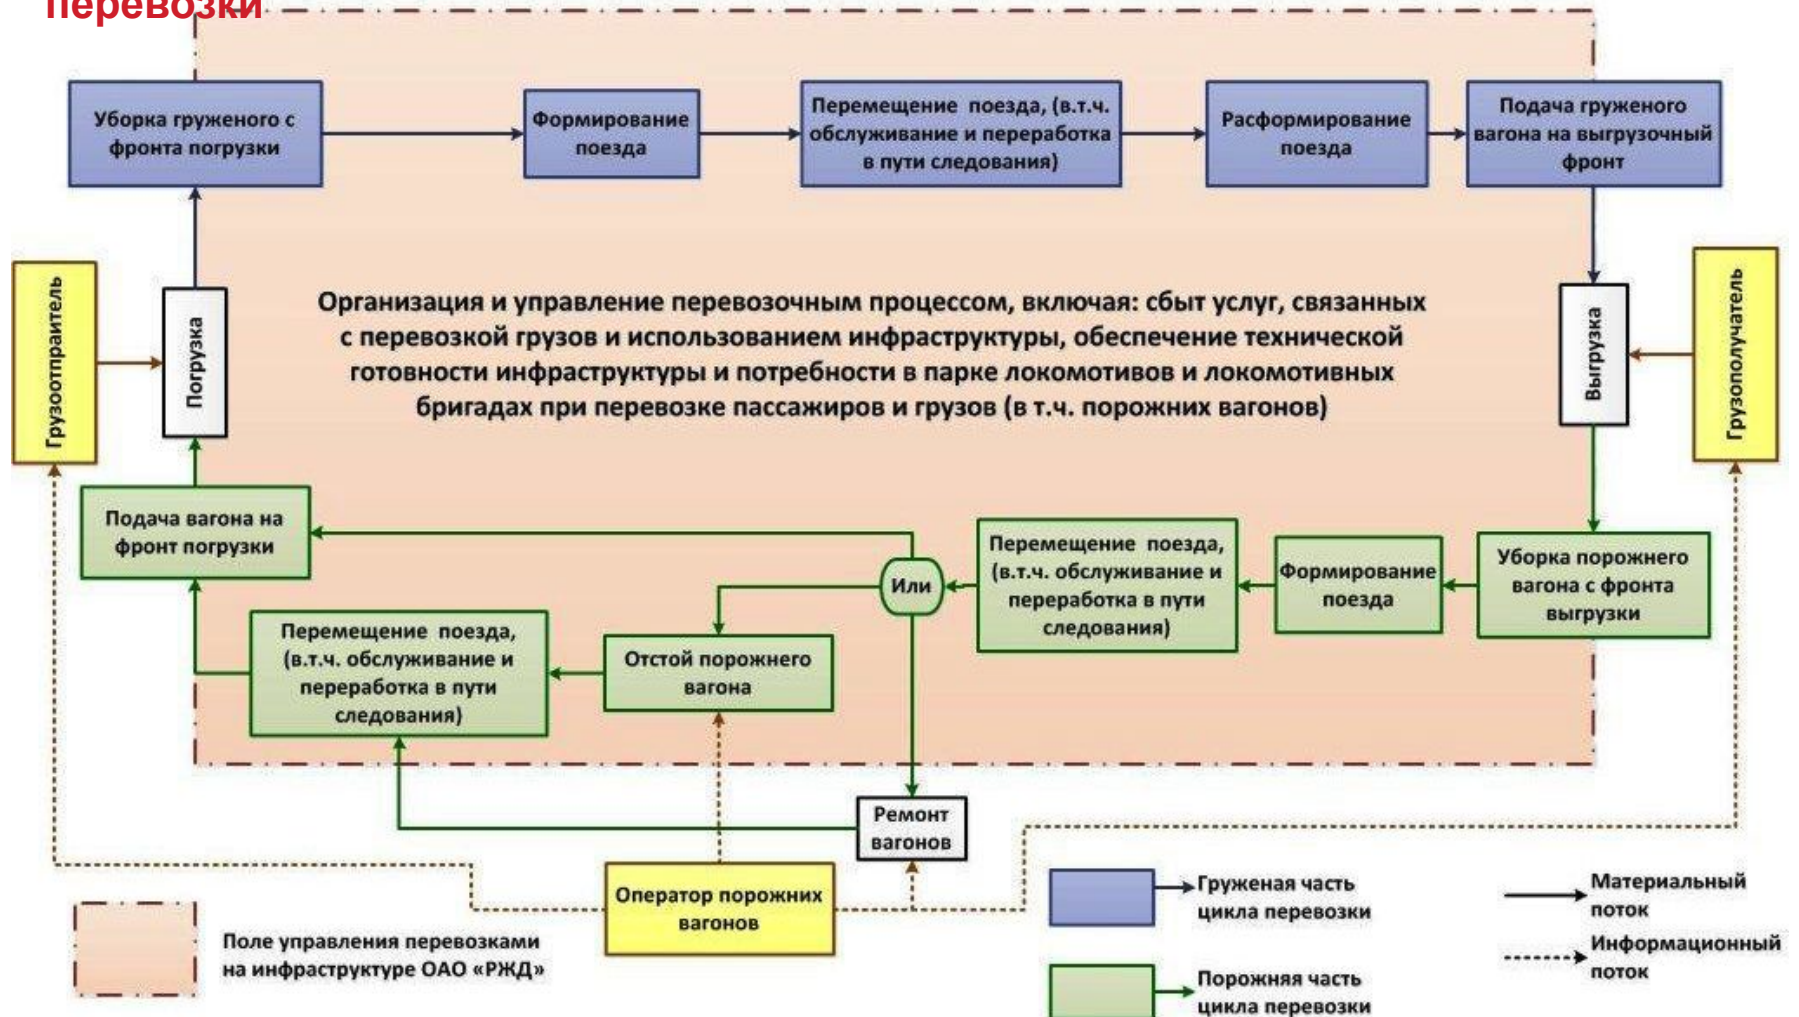 перевозки
Уборка груженого с
фронта погрузки
Формирование
поезда
Перемещение поезда, (в.т.ч.
обслуживание и переработка
в пути следования)
Расформирование
поезда
Подача груженого
вагона на выгрузочный
фронт
Грузоотпраитель
Погрузка
Организация и управление перевозочным процессом, включая: сбыт услуг, связанных
с перевозкой грузов и использованием инфраструктуры, обеспечение технической
готовности инфраструктуры и потребности в парке локомотивов и локомотивных
бригадах при перевозке пассажиров и грузов (в т.ч. порожних вагонов)
Выгрузка
Грузополучатель
Подача вагона на
фронт погрузки
Или
Перемещение поезда,
(в.т.ч. обслуживание и
переработка в пути
следования)
Формирование
поезда
Уборка порожнего
вагона с фронта
выгрузки
Перемещение поезда,
(в.т.ч. обслуживание и
переработка в пути
следования)
Отстой порожнего
вагона
Ремонт
вагонов
Оператор порожних
вагонов
Поле управления перевозками
на инфраструктуре ОАО «РЖД»
Груженая часть
цикла перевозки
Порожняя часть
цикла перевозки
Материальный
поток
Информационный
поток